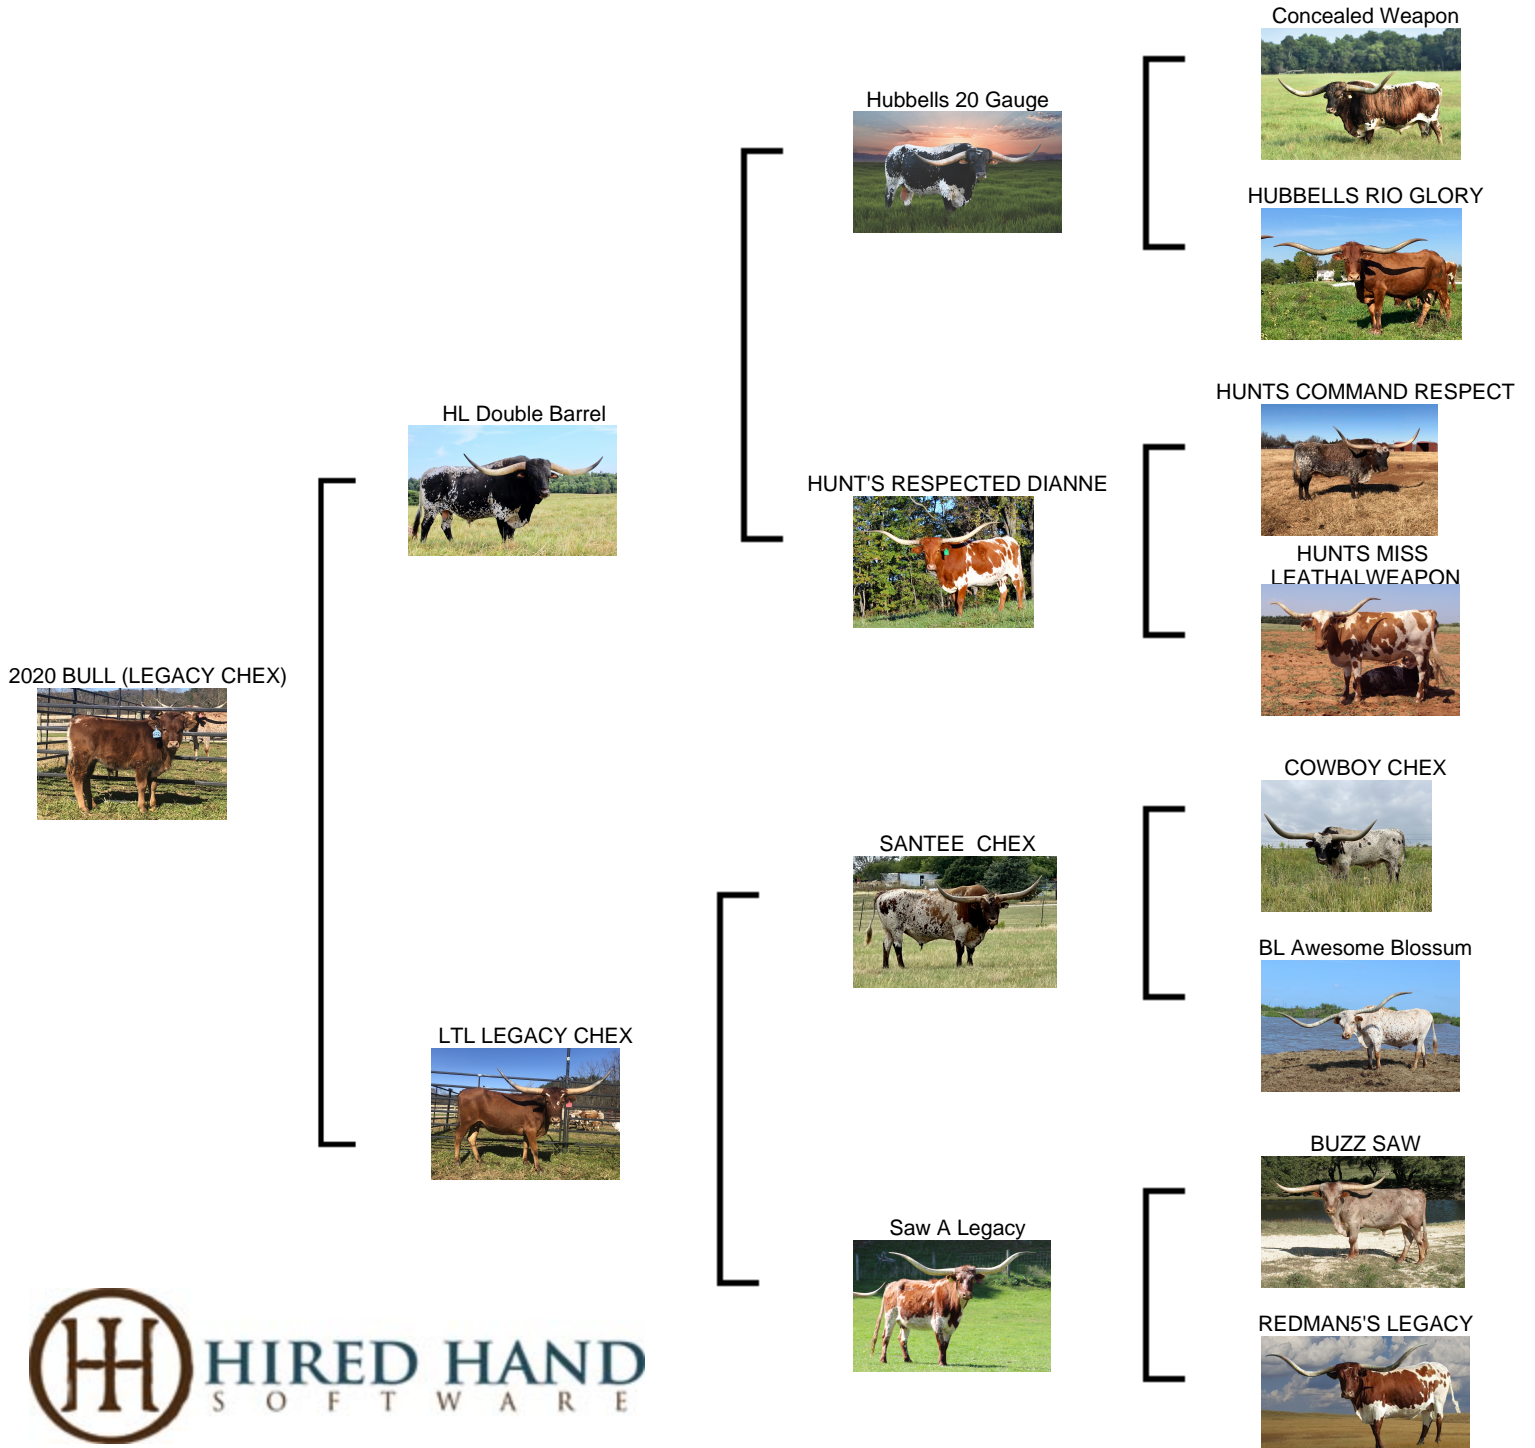 Concealed Weapon
Hubbells 20 Gauge
HUBBELLS RIO GLORY
HUNTS COMMAND RESPECT
HL Double Barrel
HUNT'S RESPECTED DIANNE
HUNTS MISS
LEATHALWEAPON
2020 BULL (LEGACY CHEX)
COWBOY CHEX
SANTEE  CHEX
BL Awesome Blossum
LTL LEGACY CHEX
BUZZ SAW
Saw A Legacy
REDMAN5'S LEGACY
HIRED HAND
SOFTWARE